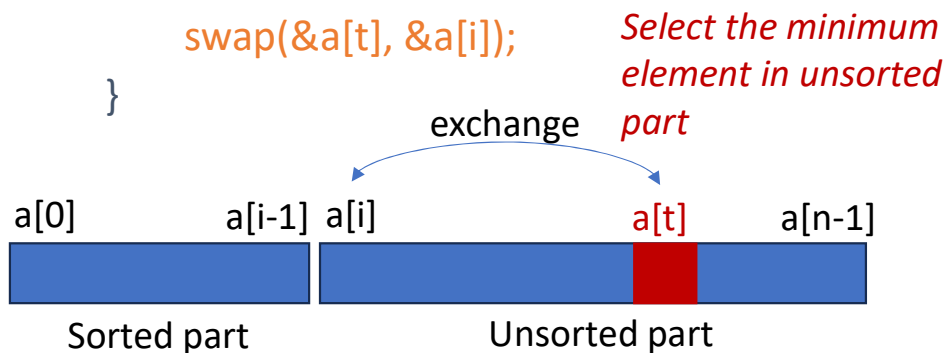 swap(&a[t], &a[i]);
}
Select the minimum
element in unsorted
part
exchange
a[0] a[i-1] a[i] a[t] a[n-1]
Sorted part Unsorted part